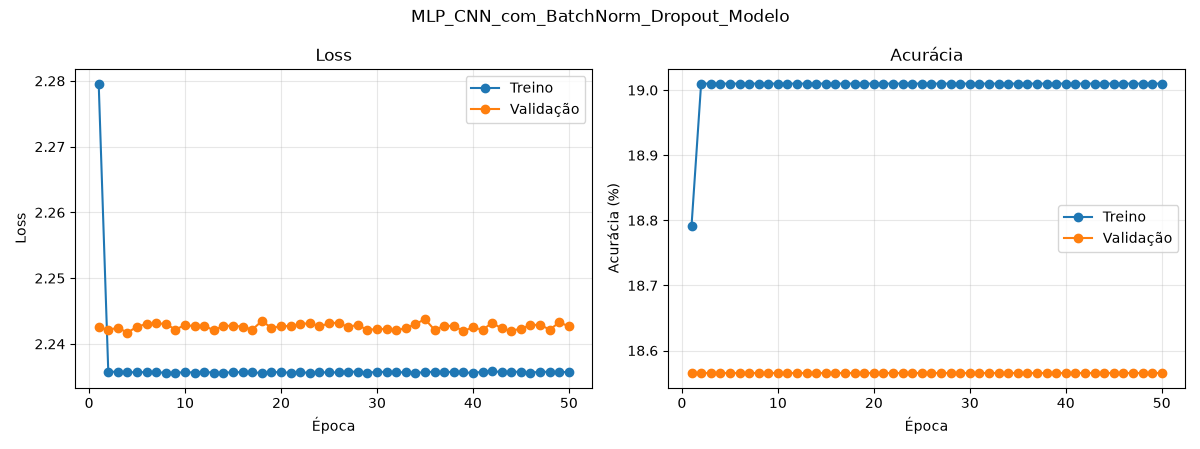 MLP_CNN_com_BatchNorm_Dropout_Modelo
Loss
2.28
2.27
2.26
2.25
2.24
Loss
0
10
20
30
40
50
Época
Treino
Validação
Acurácia
19.0
18.9
18.8
18.7
18.6
Acurácia (%)
0
10
20
30
40
50
Época
Treino
Validação